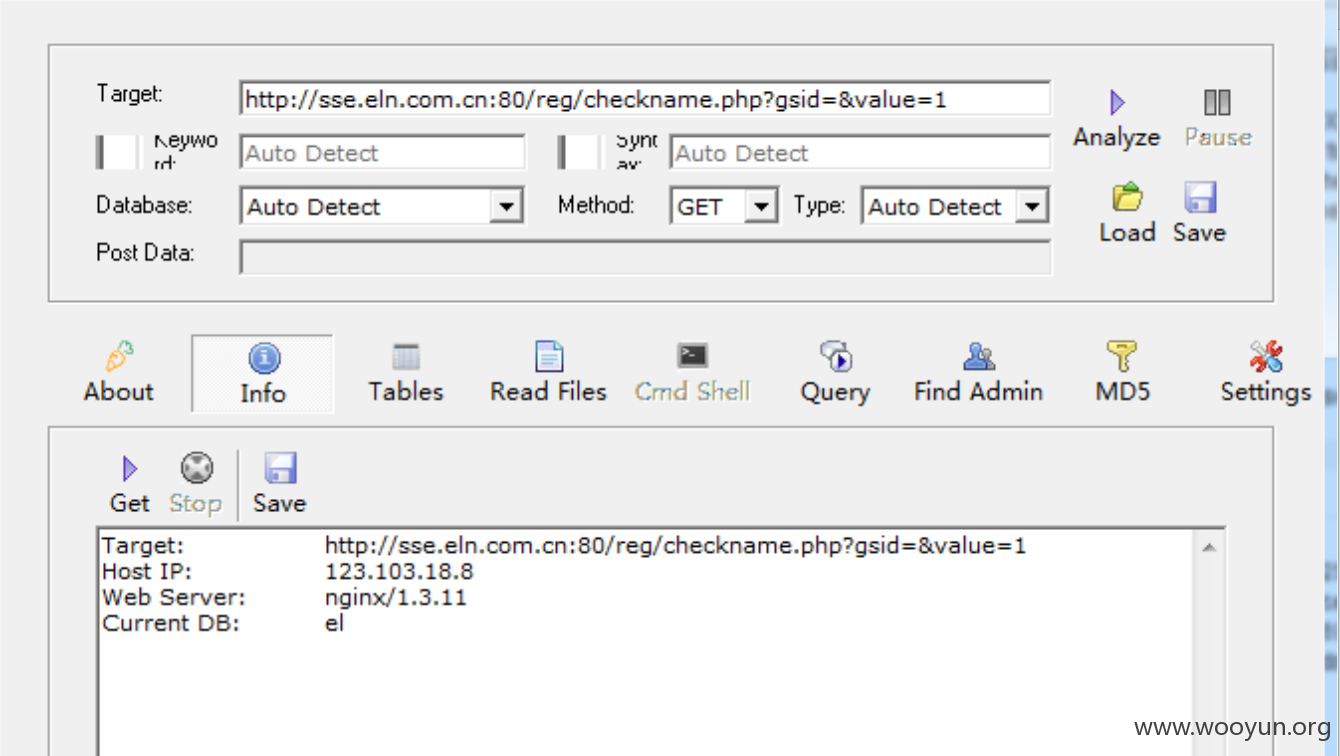 Target: http://sse.eln.com.cn:80/reg/checkname.php?gsid=&value=1
Analyze Pause
Keywo
rd: Auto Detect Synt
ax: Auto Detect
Database: Auto Detect Method: GET Type: Auto Detect
Load Save
Post Data:
About Info Tables Read Files Cmd Shell Query Find Admin MD5 Settings
Get Stop Save
Target: http://sse.eln.com.cn:80/reg/checkname.php?gsid=&value=1
Host IP: 123.103.18.8
Web Server: nginx/1.3.11
Current DB: el
www.wooyun.org